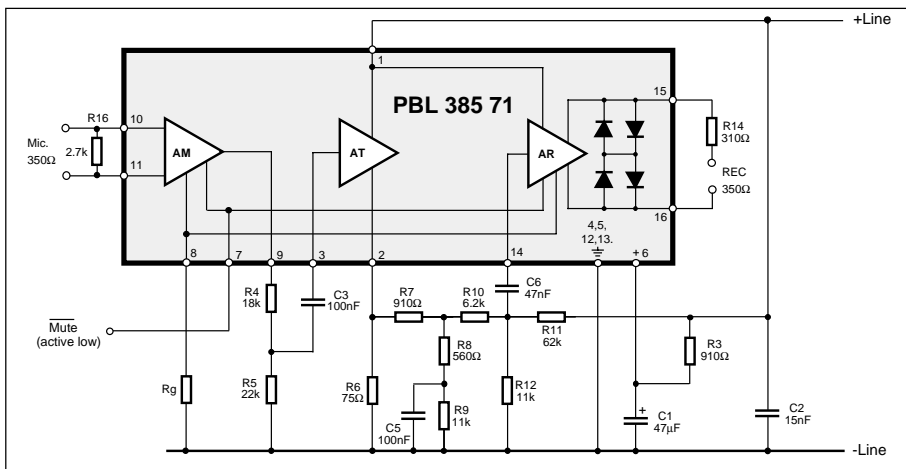 +Line
1
PBL 385 71
15
R16
10
Mic.
350Ω
2.7k
11
AM
AT
AR
R14
310Ω
REC
350Ω
16
4,5,
12,13.
+ 6
8
7
9
3
2
14
R4
18k
C3
100nF
R7
910Ω
R10
6.2k
C6
47nF
R11
62k
R3
910Ω
Mute
(active low)
R8
560Ω
Rg
R5
22k
R6
75Ω
C5
100nF
R9
11k
R12
11k
+
C1
47µF
C2
15nF
-Line